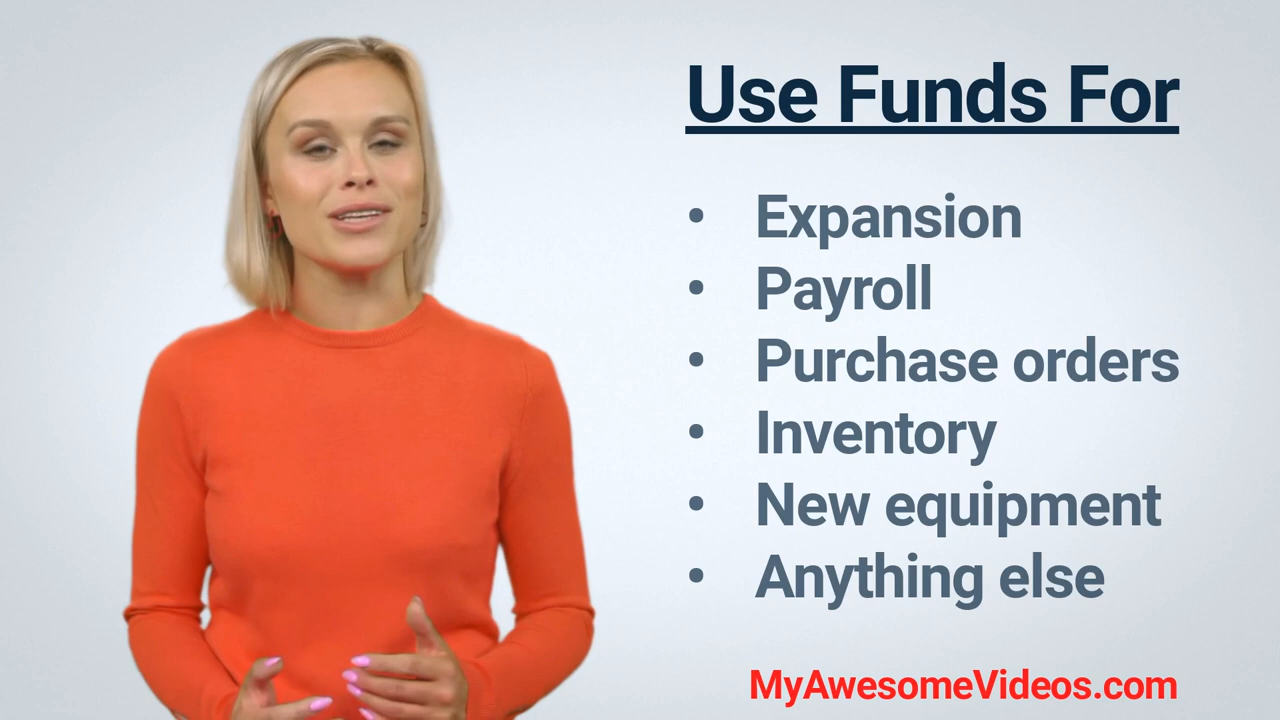 Use Funds For
• Expansion
• Payroll
• Purchase orders
• Inventory
• New equipment
• Anything else
MyAwesomeVideos.com